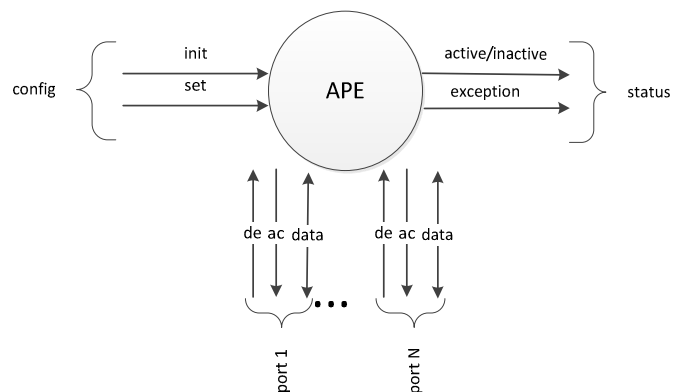 init
active/inactive
config
set
APE
exception
status
de ac data
de ac data
...
port 1
port N